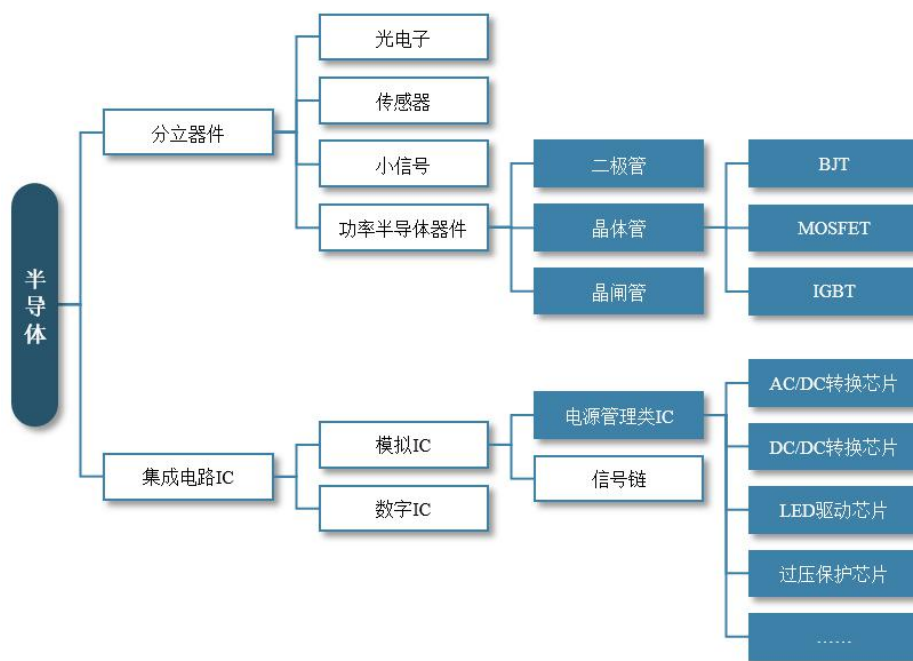 半导体
分立器件
光电子
传感器
小信号
功率半导体器件
二极管
晶体管
晶闸管
BJT
MOSFET
IGBT
集成电路IC
模拟IC
数字IC
电源管理类IC
信号链
AC/DC转换芯片
DC/DC转换芯片
LED驱动芯片
过压保护芯片
……